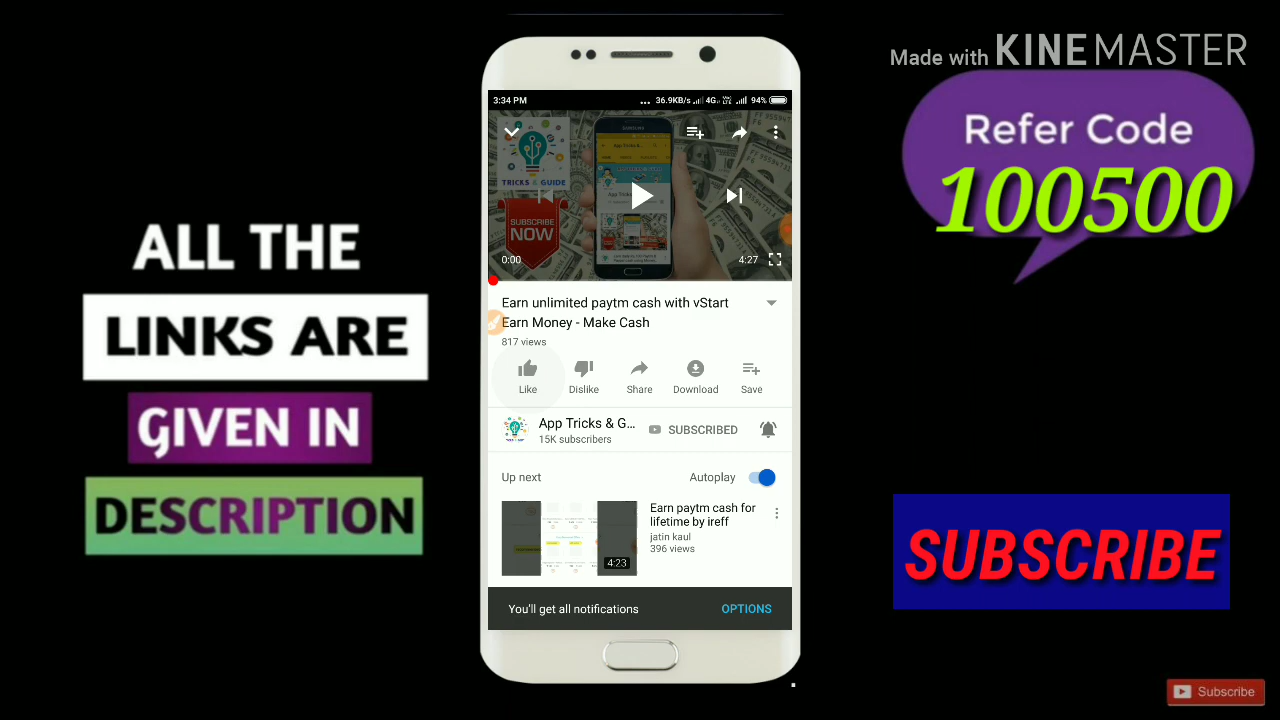 Made with KINEMASTER
Refer Code
100500
ALL THE
LINKS ARE
GIVEN IN
DESCRIPTION
3:34 PM
... 36.9KB/s 4G 94%
TRICKS & GUIDE
SUBSCRIBE
NOW
0:00
4:27
Earn unlimited paytm cash with vStart
Earn Money - Make Cash
817 views
Like
Dislike
Share
Download
Save
App Tricks & G...
15K subscribers
SUBSCRIBED
Up next
Autoplay
Earn paytm cash for
lifetime by ireff
jatin kaul
396 views
4:23
You'll get all notifications
OPTIONS
SUBSCRIBE
Subscribe